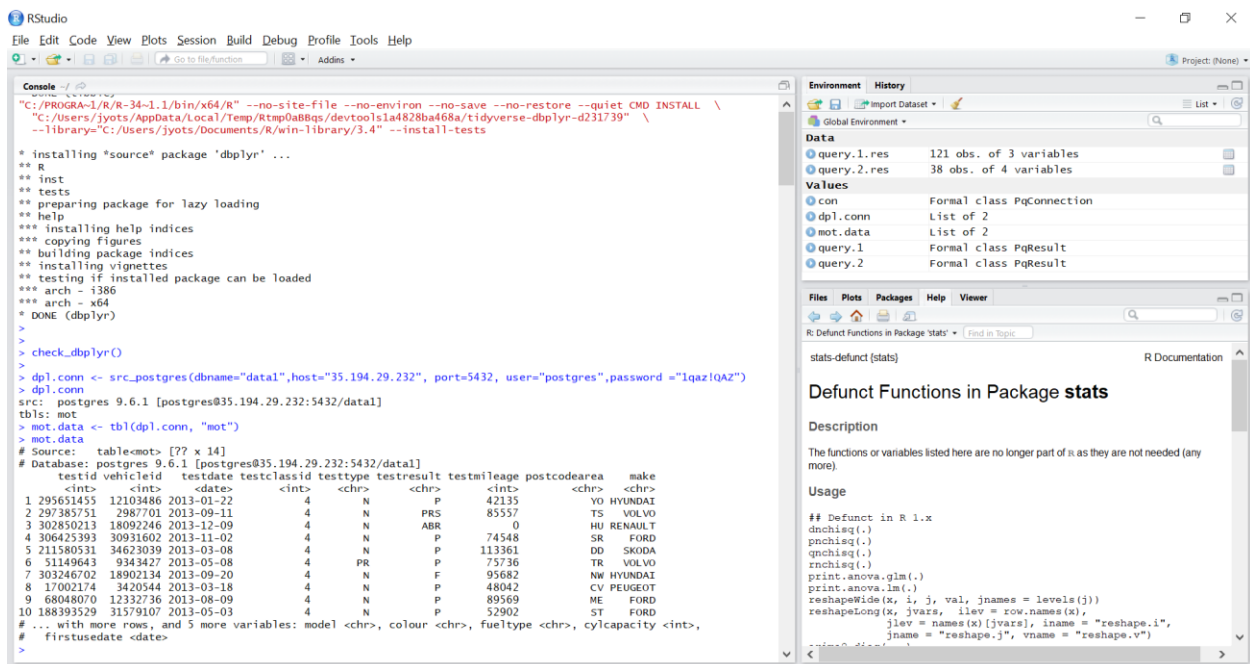 RStudio
File Edit Code View Plots Session Build Debug Profile Tools Help
Go to file/function Addins
Project: (None)
Console ~/
"C:/PROGRA~1/R/R-34~1.1/bin/x64/R" --no-site-file --no-environ --no-save --no-restore --quiet CMD INSTALL \
"C:/Users/jyots/AppData/Local/Temp/Rtmp0aBBqs/devtools1a4828ba468a/tidyverse-dbplyr-d231739" \
--library="C:/Users/jyots/Documents/R/win-library/3.4" --install-tests
* installing *source* package 'dbplyr' ...
** R
** inst
** tests
** preparing package for lazy loading
** help
*** installing help indices
*** copying figures
** building package indices
** installing vignettes
** testing if installed package can be loaded
*** arch - i386
*** arch - x64
* DONE (dbplyr)
>
>
> check_dbplyr()
>
> dpl.conn <- src_postgres(dbname="data1",host="35.194.29.232", port=5432, user="postgres",password ="1qaz!QAZ")
> dpl.conn
src: postgres 9.6.1 [postgres@35.194.29.232:5432/data1]
tbls: mot
> mot.data <- tbl(dpl.conn, "mot")
> mot.data
# Source: table<mot> [?? x 14]
# Database: postgres 9.6.1 [postgres@35.194.29.232:5432/data1]
testid vehicleid testdate testclassid testtype testresult testmileage postcodearea make
<int> <int> <date> <int> <chr> <chr> <int> <chr> <chr>
1 295651455 12103486 2013-01-22 4 N P 42135 YO HYUNDAI
2 297385751 2987701 2013-09-11 4 N PRS 85557 TS VOLVO
3 302850213 18092246 2013-12-09 4 N ABR 0 HU RENAULT
4 306425393 30931602 2013-11-02 4 N P 74548 SR FORD
5 211580531 34623039 2013-03-08 4 N P 113361 DD SKODA
6 51149643 9343427 2013-05-08 4 PR P 75736 TR VOLVO
7 303246702 18902134 2013-09-20 4 N F 95682 NW HYUNDAI
8 17002174 3420544 2013-03-18 4 N P 48042 CV PEUGEOT
9 68048070 12332736 2013-08-09 4 N P 89569 ME FORD
10 188393529 31579107 2013-05-03 4 N P 52902 ST FORD
# ... with more rows, and 5 more variables: model <chr>, colour <chr>, fueltype <chr>, cylcapacity <int>,
# firstusedate <date>
>
Environment History
Import Dataset List
Global Environment
Data
query.1.res 121 obs. of 3 variables
query.2.res 38 obs. of 4 variables
Values
con Formal class PqConnection
dpl.conn List of 2
mot.data List of 2
query.1 Formal class PqResult
query.2 Formal class PqResult
Files Plots Packages Help Viewer
R: Defunct Functions in Package 'stats' Find in Topic
stats-defunct {stats} R Documentation
Defunct Functions in Package stats
Description
The functions or variables listed here are no longer part of R as they are not needed (any
more).
Usage
## Defunct in R 1.x
dnchisq(.)
pnchisq(.)
qnchisq(.)
rnchisq(.)
print.anova.glm(.)
print.anova.lm(.)
reshapeWide(x, i, j, val, jnames = levels(j))
reshapeLong(x, jvars, ilev = row.names(x),
jlev = names(x)[jvars], iname = "reshape.i",
jname = "reshape.j", vname = "reshape.v")